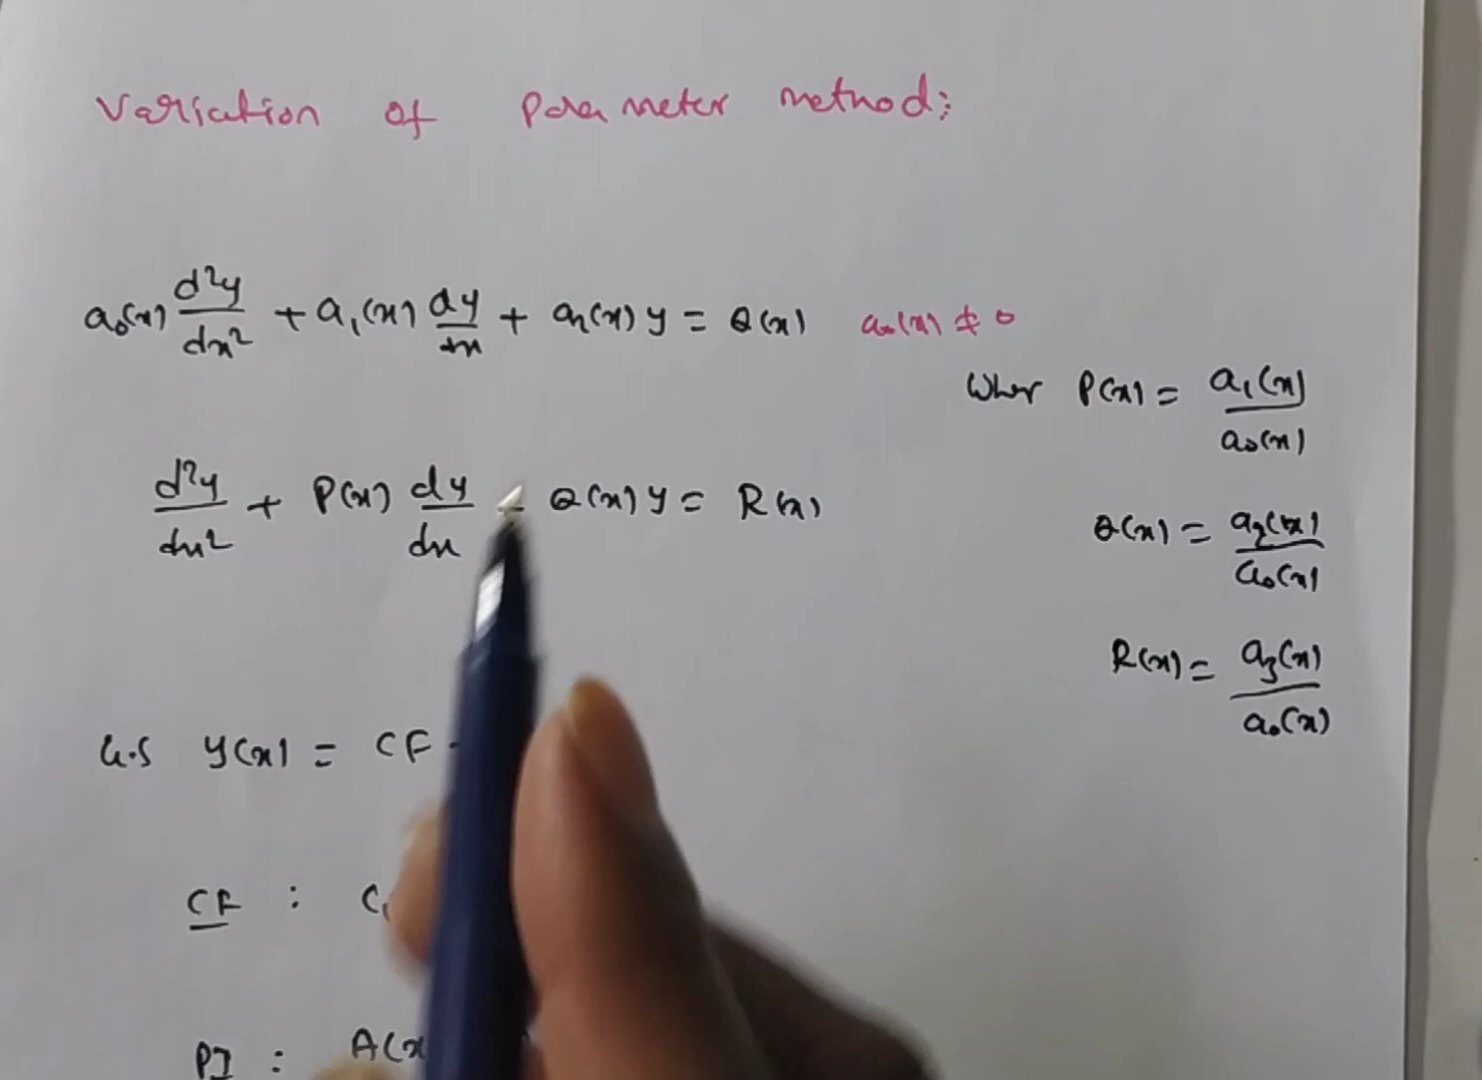 Variation of Parameter method:
a₀(x) d²y/dx² + a₁(x) dy/dx + a₂(x) y = Q(x) a₀(x) ≠ 0
Where P(x) = a₁(x)/a₀(x)
d²y/dx² + P(x) dy/dx + Q(x) y = R(x)
Q(x) = a₂(x)/a₀(x)
R(x) = a₃(x)/a₀(x)
G.S y(x) = CF
CF : C₁
PI : A(x